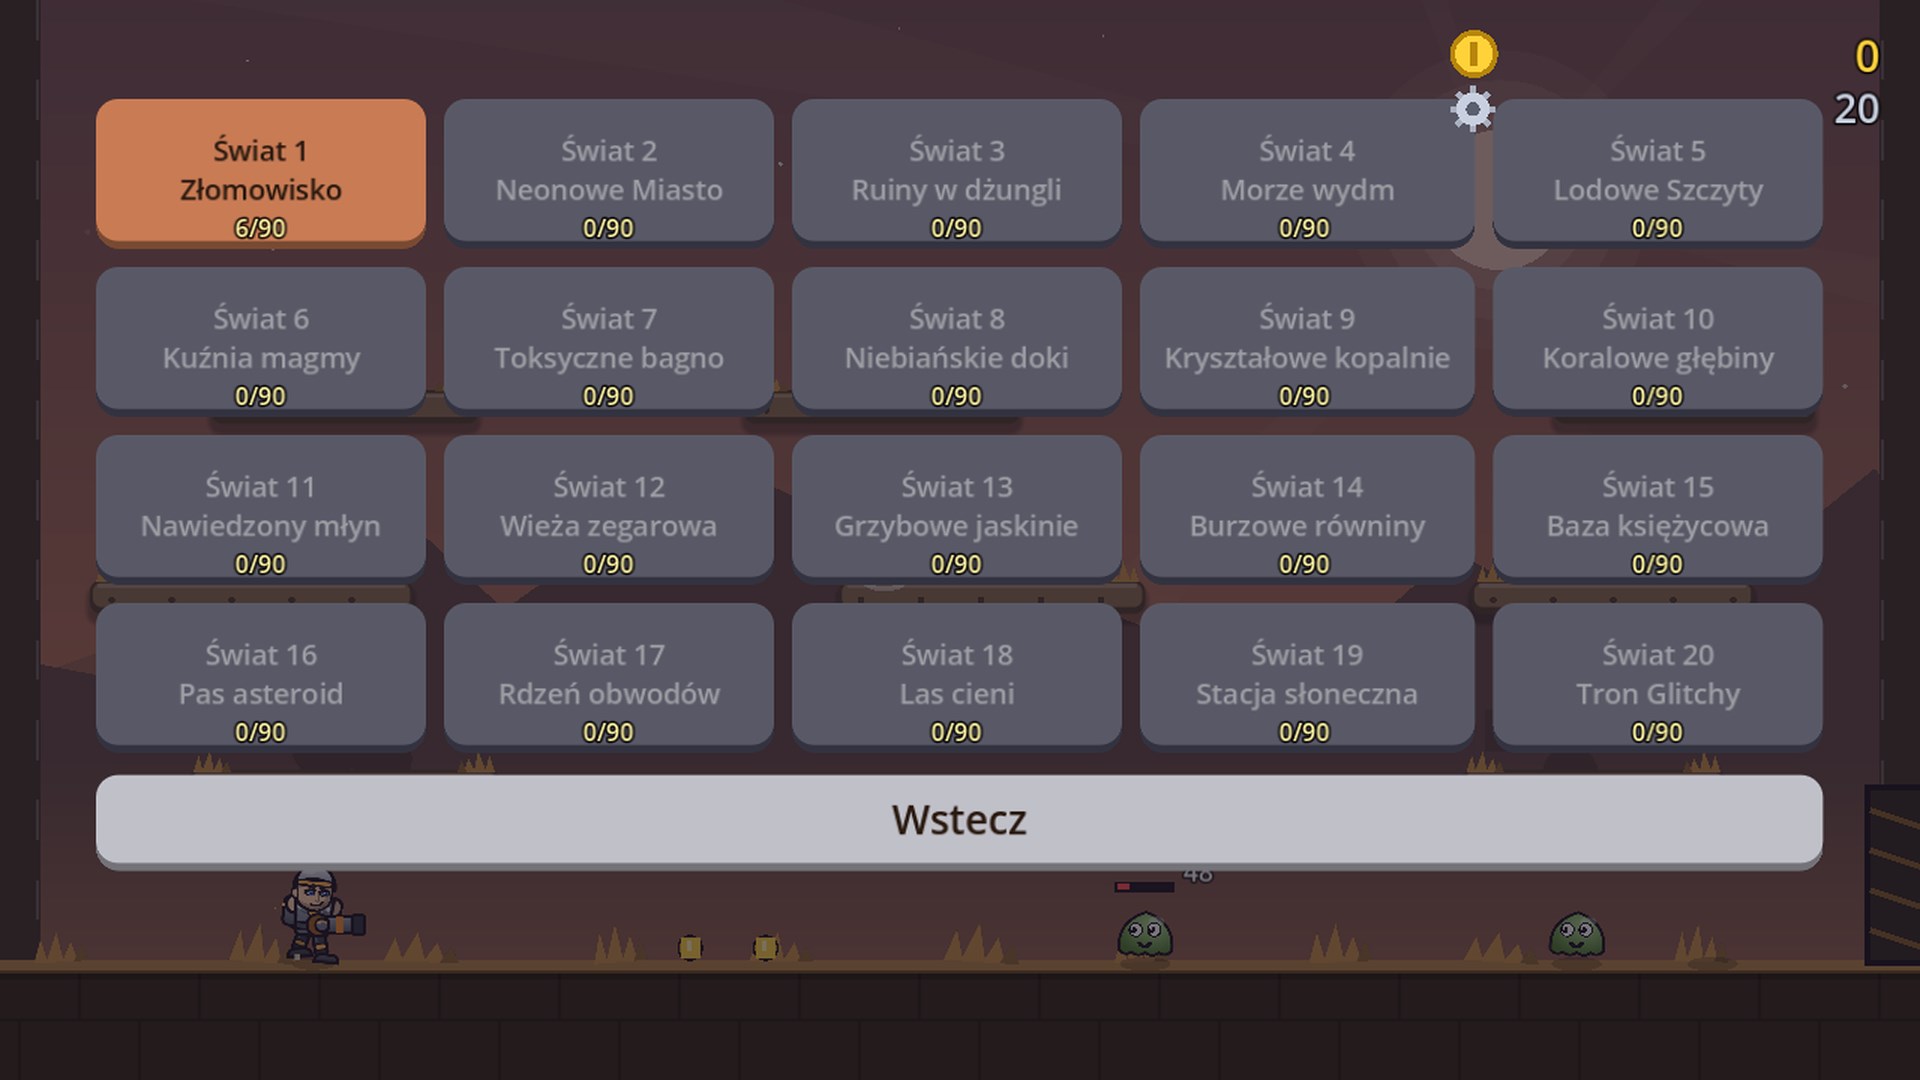 0
20
Świat 1
Złomowisko
6/90
Świat 2
Neonowe Miasto
0/90
Świat 3
Ruiny w dżungli
0/90
Świat 4
Morze wydm
0/90
Świat 5
Lodowe Szczyty
0/90
Świat 6
Kuźnia magmy
0/90
Świat 7
Toksyczne bagno
0/90
Świat 8
Niebiańskie doki
0/90
Świat 9
Kryształowe kopalnie
0/90
Świat 10
Koralowe głębiny
0/90
Świat 11
Nawiedzony młyn
0/90
Świat 12
Wieża zegarowa
0/90
Świat 13
Grzybowe jaskinie
0/90
Świat 14
Burzowe równiny
0/90
Świat 15
Baza księżycowa
0/90
Świat 16
Pas asteroid
0/90
Świat 17
Rdzeń obwodów
0/90
Świat 18
Las cieni
0/90
Świat 19
Stacja słoneczna
0/90
Świat 20
Tron Glitchy
0/90
Wstecz